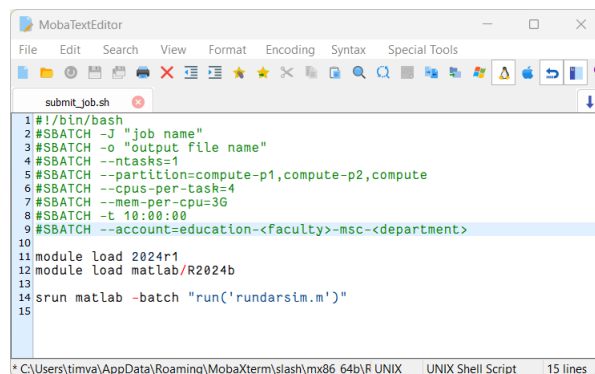 MobaTextEditor
File Edit Search View Format Encoding Syntax Special Tools
submit_job.sh
1 #!/bin/bash
2 #SBATCH -J "job name"
3 #SBATCH -o "output file name"
4 #SBATCH --ntasks=1
5 #SBATCH --partition=compute-p1,compute-p2,compute
6 #SBATCH --cpus-per-task=4
7 #SBATCH --mem-per-cpu=3G
8 #SBATCH -t 10:00:00
9 #SBATCH --account=education-<faculty>-msc-<department>
10
11 module load 2024r1
12 module load matlab/R2024b
13
14 srun matlab -batch "run('rundarsim.m')"
15
* C:\Users\timva\AppData\Roaming\MobaXterm\slash\mx86_64b\R UNIX UNIX Shell Script 15 lines